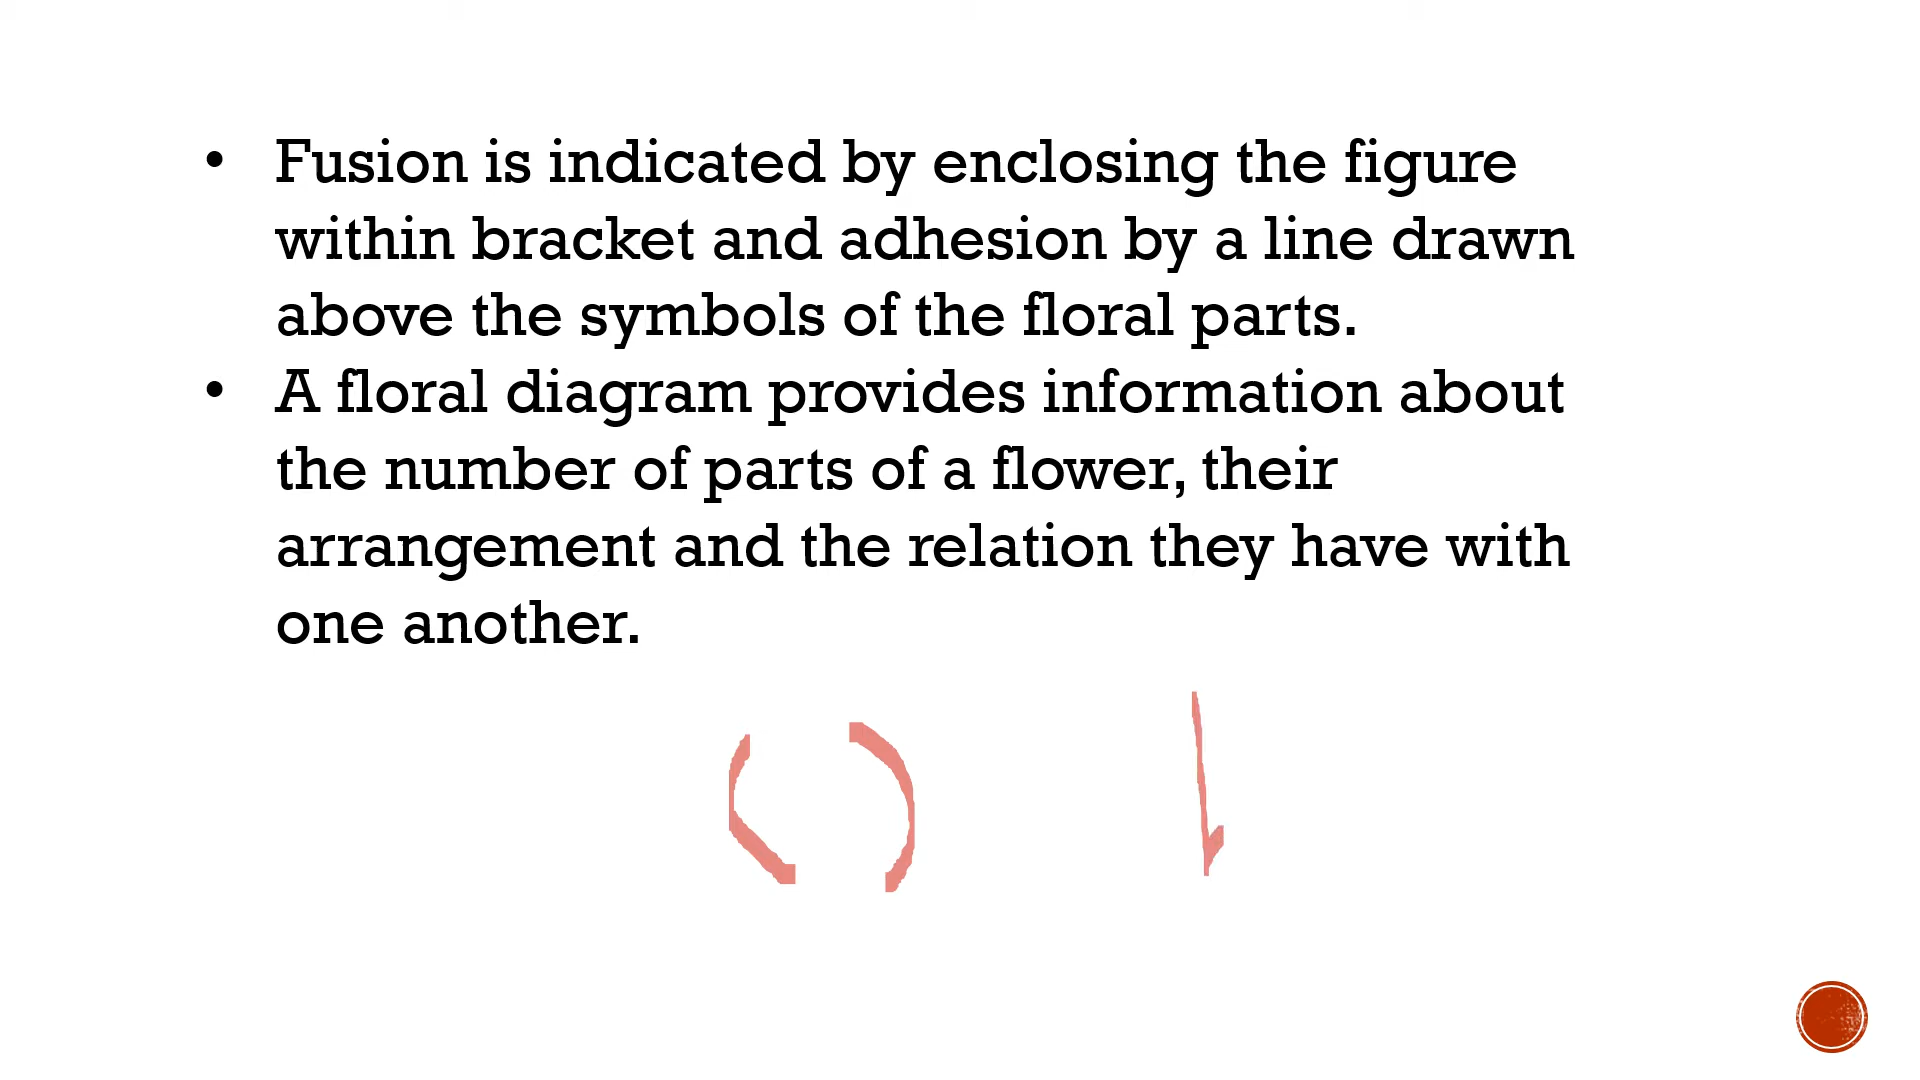 • Fusion is indicated by enclosing the figure
within bracket and adhesion by a line drawn
above the symbols of the floral parts.
• A floral diagram provides information about
the number of parts of a flower, their
arrangement and the relation they have with
one another.
( )